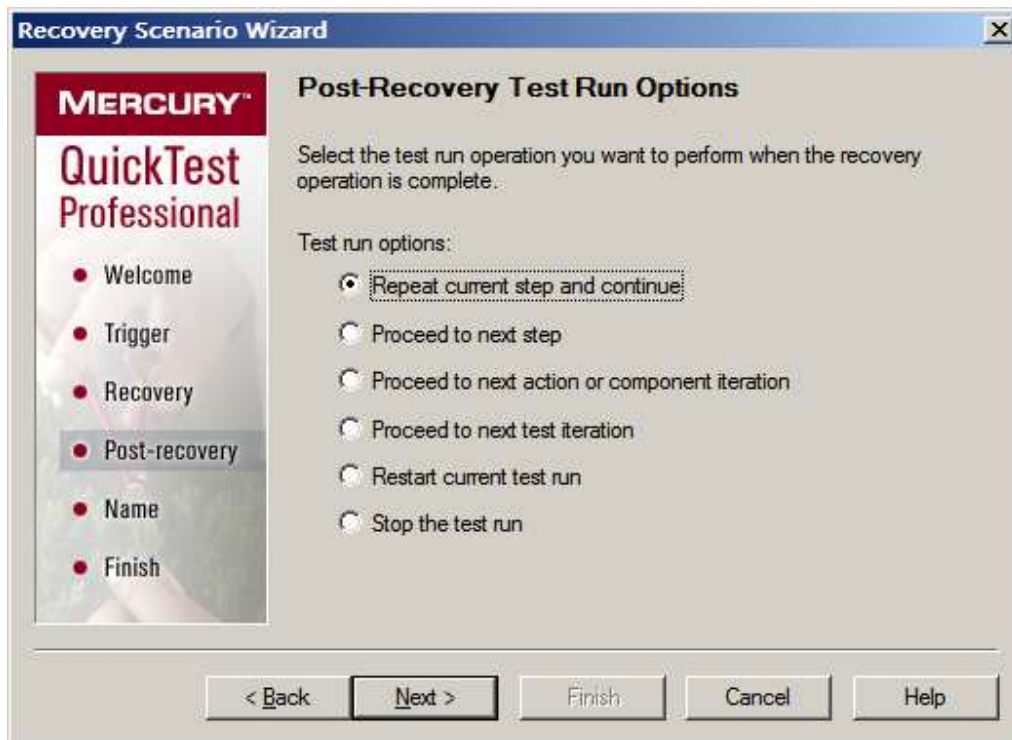 Recovery Scenario Wizard
MERCURY™
QuickTest
Professional
Welcome
Trigger
Recovery
Post-recovery
Name
Finish
Post-Recovery Test Run Options
Select the test run operation you want to perform when the recovery
operation is complete.
Test run options:
Repeat current step and continue
Proceed to next step
Proceed to next action or component iteration
Proceed to next test iteration
Restart current test run
Stop the test run
< Back
Next >
Finish
Cancel
Help